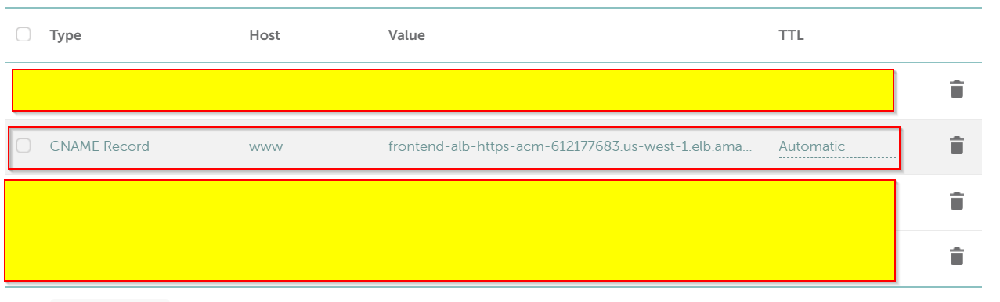 Type Host Value TTL
CNAME Record www frontend-alb-https-acm-612177683.us-west-1.elb.ama... Automatic